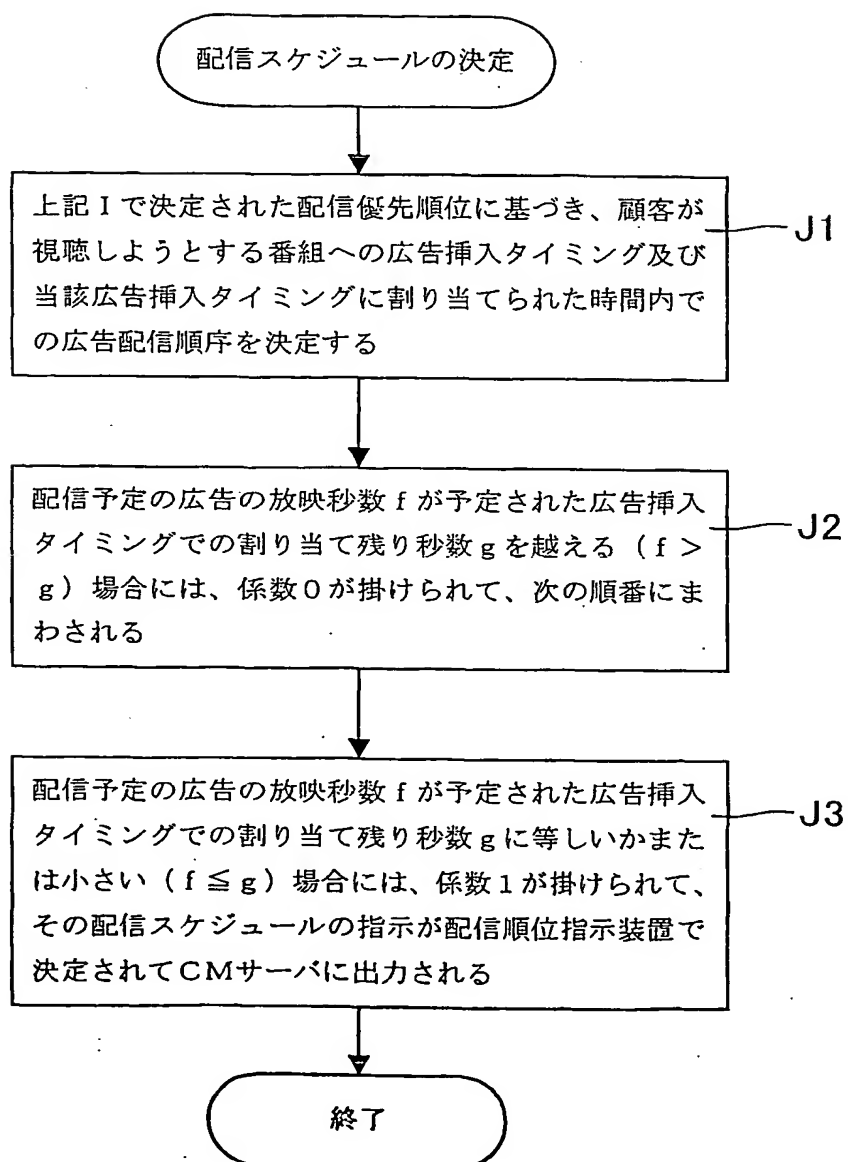 配信スケジュールの決定
上記Ｉで決定された配信優先順位に基づき、顧客が
視聴しようとする番組への広告挿入タイミング及び
当該広告挿入タイミングに割り当てられた時間内で
の広告配信順序を決定する
J1
配信予定の広告の放映秒数ｆが予定された広告挿入
タイミングでの割り当て残り秒数ｇを越える（ｆ＞
ｇ）場合には、係数０が掛けられて、次の順番にま
わされる
J2
配信予定の広告の放映秒数ｆが予定された広告挿入
タイミングでの割り当て残り秒数ｇに等しいかまた
は小さい（ｆ≦ｇ）場合には、係数１が掛けられて、
その配信スケジュールの指示が配信順位指示装置で
決定されてＣＭサーバに出力される
J3
終了